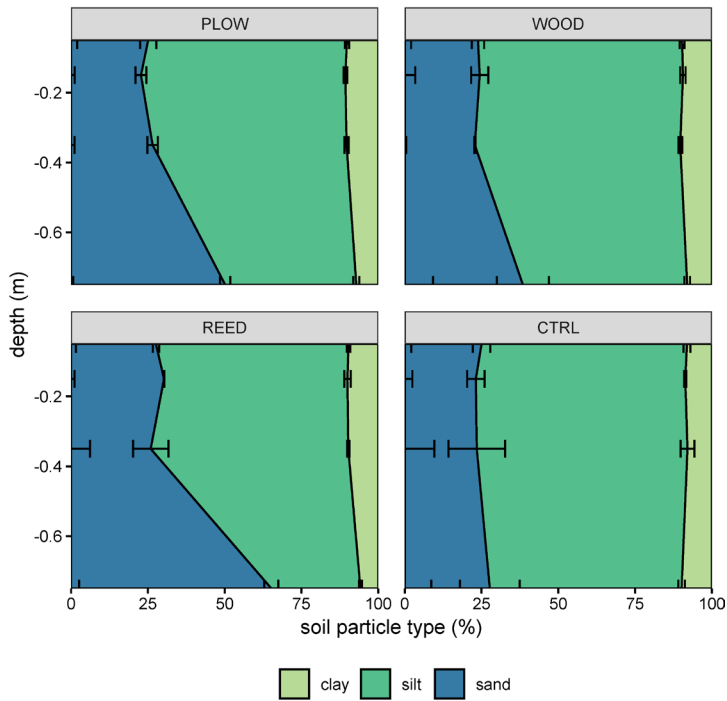 PLOW WOOD
-0.2
-0.4
-0.6
REED CTRL
-0.2
-0.4
-0.6
depth (m)
0 25 50 75 100 0 25 50 75 100
soil particle type (%)
clay silt sand